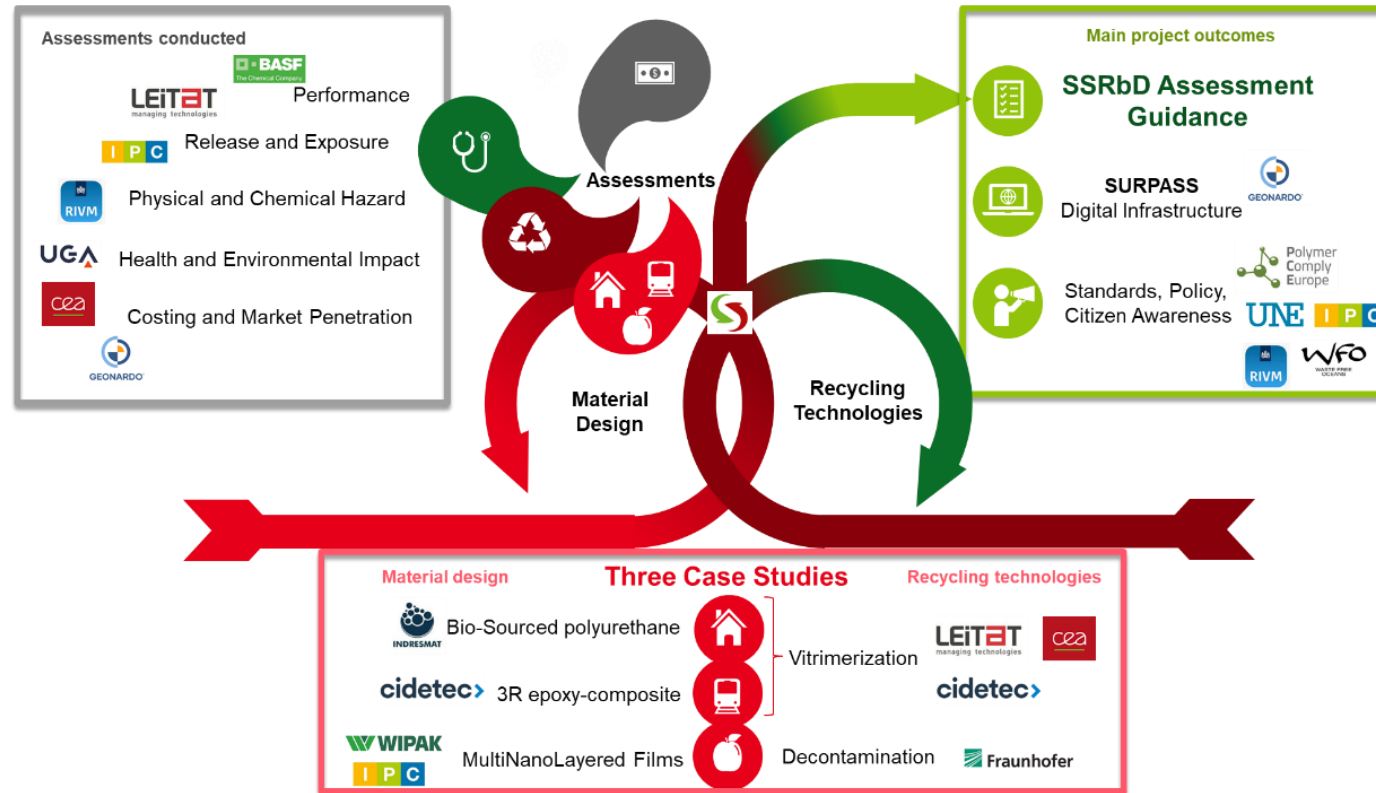 Assessments conducted
BASF
The Chemical Company
LEITAT
managing technologies
Performance
IPC
Release and Exposure
RIVM
Physical and Chemical Hazard
UGA
Health and Environmental Impact
cea
Costing and Market Penetration
GEONARDO
Assessments
Material
Design
Recycling
Technologies
Main project outcomes
SSRbD Assessment
Guidance
SURPASS
Digital Infrastructure
GEONARDO
Polymer
Comply
Europe
Standards, Policy,
Citizen Awareness
UNE
IPC
RIVM
WFO
WASTE FREE
OCEANS
Material design
Three Case Studies
Recycling technologies
INDRESMAT
Bio-Sourced polyurethane
Vitrimerization
LEITAT
managing technologies
cea
cidetec>
3R epoxy-composite
cidetec>
WIPAK
IPC
MultiNanoLayered Films
Decontamination
Fraunhofer